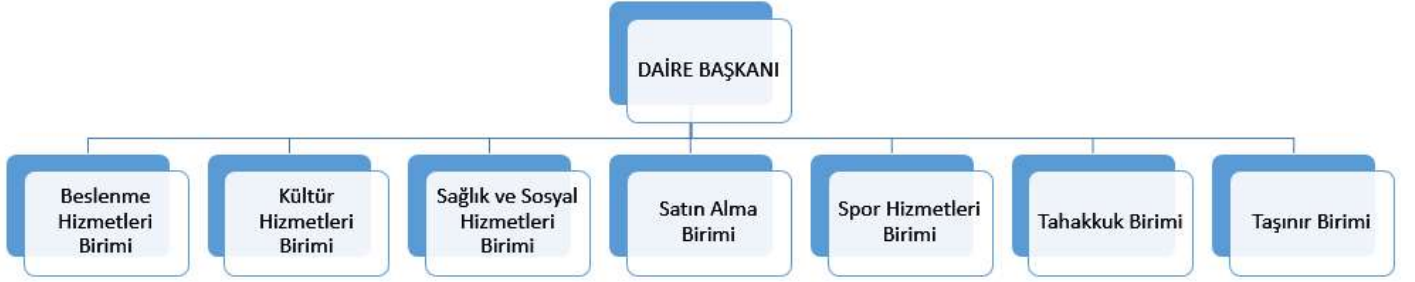 DAİRE BAŞKANI
Beslenme
Hizmetleri
Birimi
Kültür
Hizmetleri
Birimi
Sağlık ve Sosyal
Hizmetleri
Birimi
Satın Alma
Birimi
Spor Hizmetleri
Birimi
Tahakkuk Birimi
Taşınır Birimi